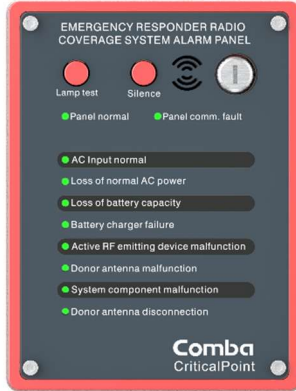 EMERGENCY RESPONDER RADIO
COVERAGE SYSTEM ALARM PANEL
Lamp test
Silence
Panel normal
Panel comm. fault
AC Input normal
Loss of normal AC power
Loss of battery capacity
Battery charger failure
Active RF emitting device malfunction
Donor antenna malfunction
System component malfunction
Donor antenna disconnection
Comba
CriticalPoint